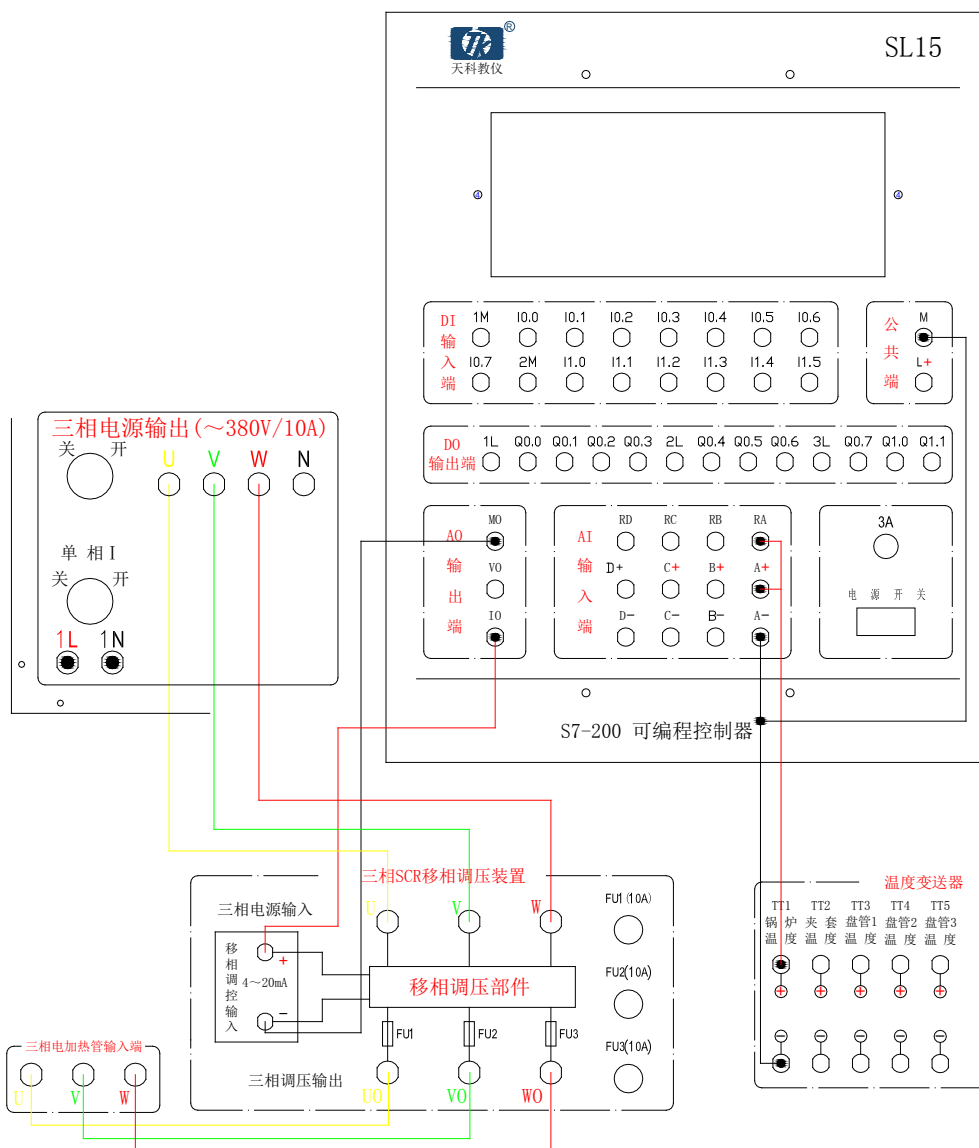 TK®
天科教仪
SL15
4
4
DI
输
入
端
1M I0.0 I0.1 I0.2 I0.3 I0.4 I0.5 I0.6
I0.7 2M I1.0 I1.1 I1.2 I1.3 I1.4 I1.5
公
共
端
M
L+
DO
输出端
1L Q0.0 Q0.1 Q0.2 Q0.3 2L Q0.4 Q0.5 Q0.6 3L Q0.7 Q1.0 Q1.1
AO
输
出
端
MO
VO
IO
AI
输
入
端
RD RC RB RA
D+ C+ B+ A+
D− C− B− A−
3A
电 源 开 关
S7-200 可编程控制器
三相电源输出(～380V/10A)
关 开
U V W N
单 相 I
关 开
1L 1N
三相SCR移相调压装置
三相电源输入
U V W
移
相
调
控
输
入
+
4～20mA
−
移相调压部件
FU1 FU2 FU3
FU1(10A)
FU2(10A)
FU3(10A)
三相调压输出
UO VO WO
三相电加热管输入端
U V W
温度变送器
TT1 TT2 TT3 TT4 TT5
锅 炉 夹 套 盘管1 盘管2 盘管3
温 度 温 度 温 度 温 度 温 度
+ + + + +
− − − − −